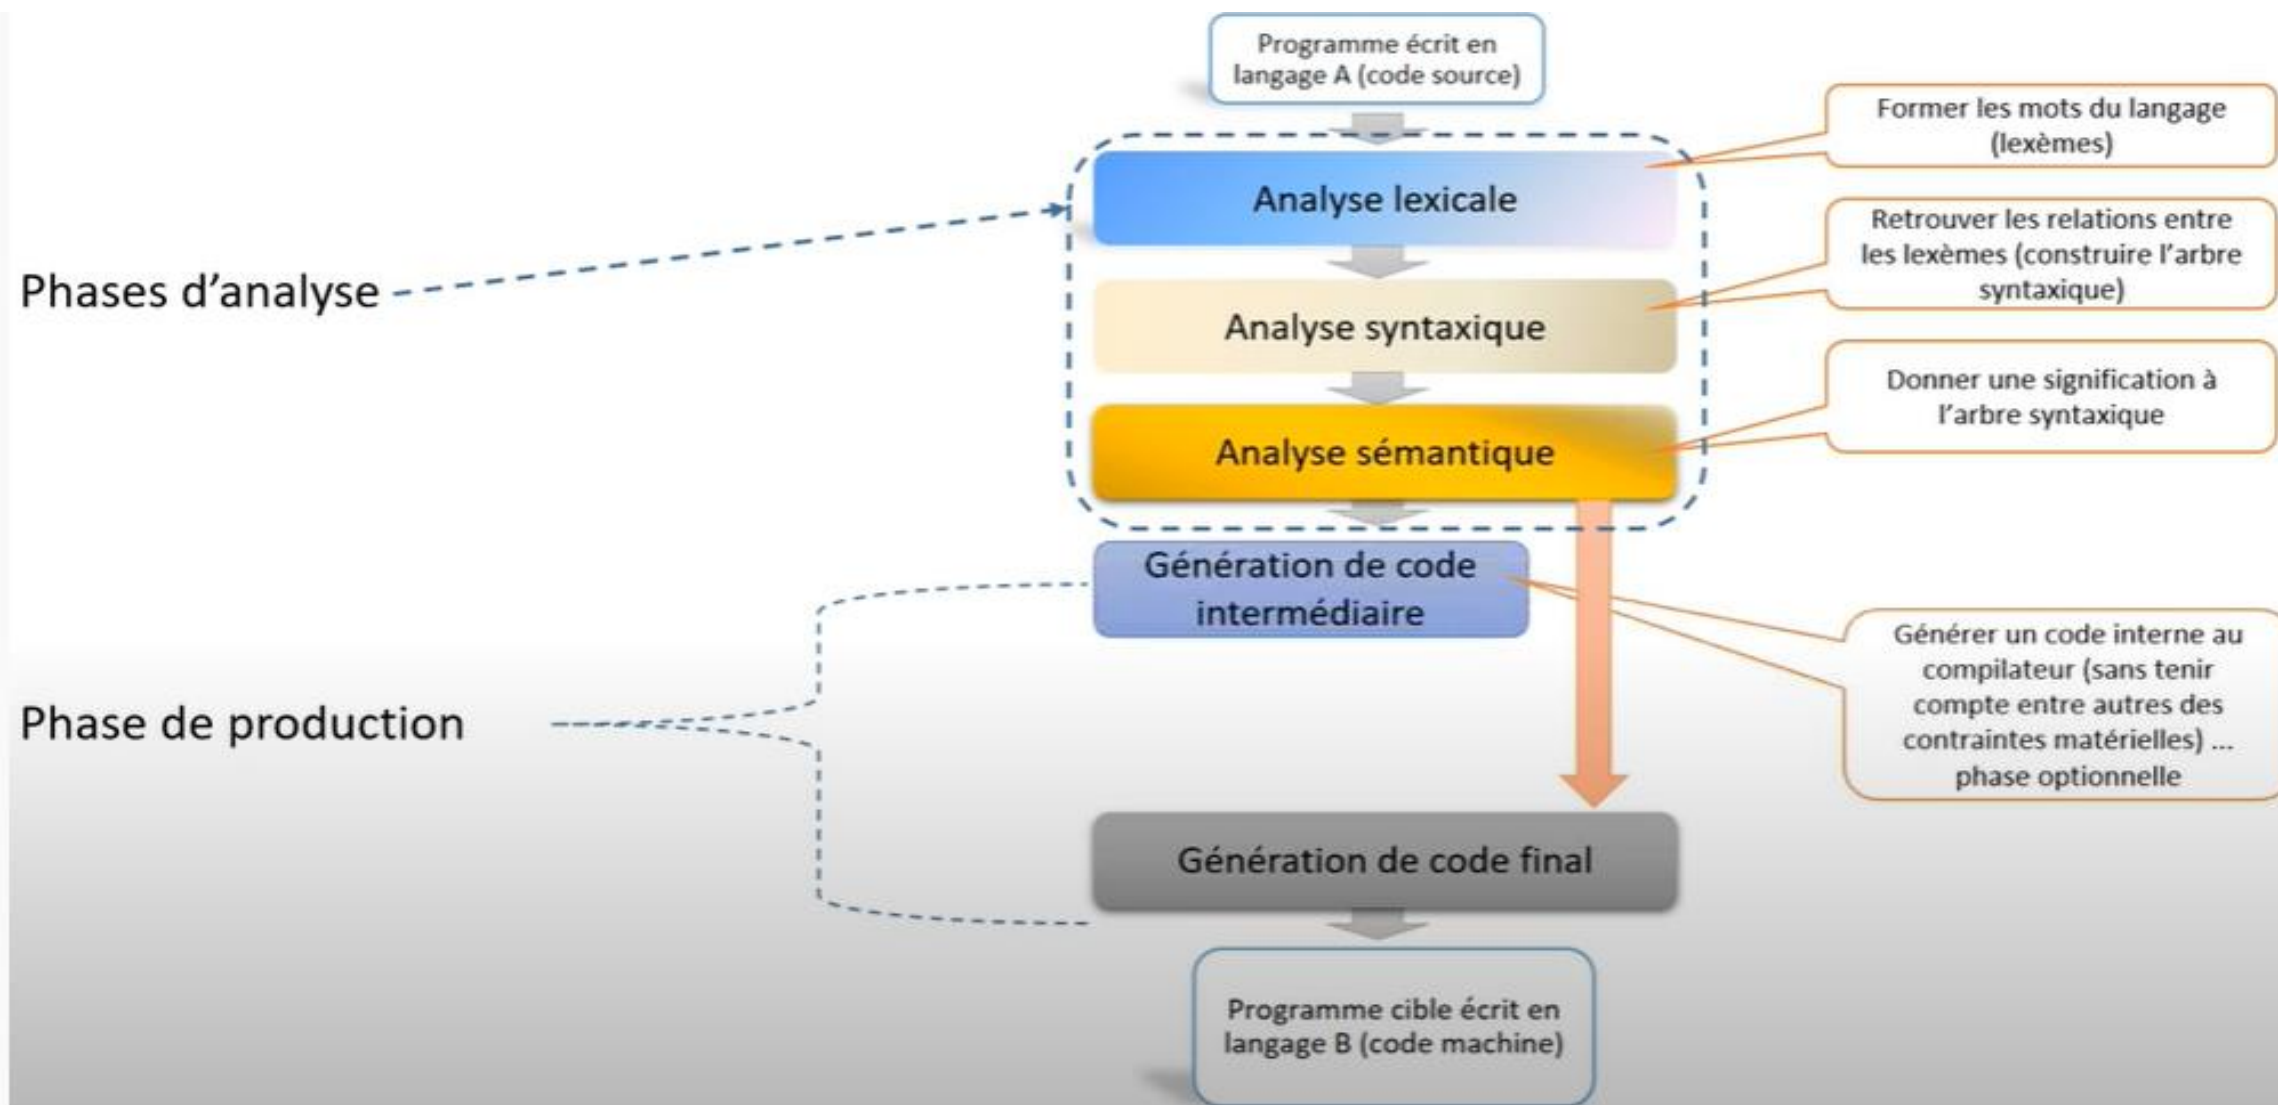 Programme écrit en
langage A (code source)
Former les mots du langage
(lexèmes)
Analyse lexicale
Retrouver les relations entre
les lexèmes (construire l'arbre
syntaxique)
Phases d'analyse
Analyse syntaxique
Donner une signification à
l'arbre syntaxique
Analyse sémantique
Génération de code
intermédiaire
Générer un code interne au
compilateur (sans tenir
compte entre autres des
contraintes matérielles) ...
phase optionnelle
Phase de production
Génération de code final
Programme cible écrit en
langage B (code machine)